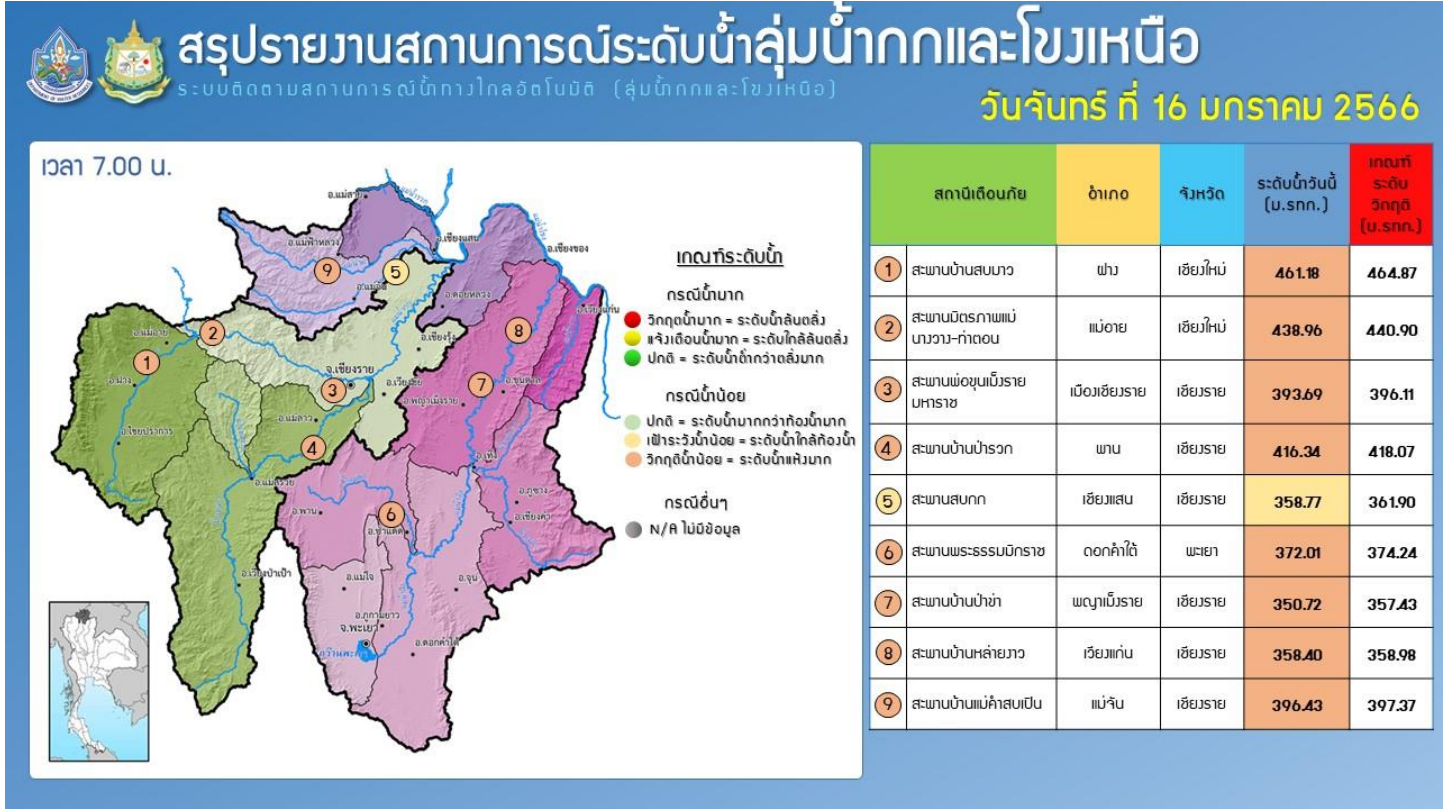 สรุปรายงานสถานการณ์ระดับน้ำลุ่มน้ำกกและโขงเหนือ
ระบบติดตามสถานการณ์น้ำทางไกลอัตโนมัติ (ลุ่มน้ำกกและโขงเหนือ)
วันจันทร์ ที่ 16 มกราคม 2566
เวลา 7.00 น.
อ.แม่สาย
อ.แม่ฟ้าหลวง
อ.เชียงแสน
อ.เชียงของ
9
5
อ.แม่จัน
อ.ดอยหลวง
อ.เวียงแก่น
อ.แม่อาย
2
8
อ.เชียงรุ้ง
1
จ.เชียงราย
อ.ฝาง
3
อ.เวียงชัย
7
อ.ขุนตาล
อ.พญาเม็งราย
อ.แม่ลาว
อ.ไชยปราการ
4
อ.เทิง
อ.แม่สรวย
อ.ภูซาง
อ.พาน
6
อ.เชียงคำ
อ.ป่าแดด
อ.เวียงป่าเป้า
อ.แม่ใจ
อ.จุน
อ.ภูกามยาว
จ.พะเยา
อ.ดอกคำใต้
กว๊านพะเยา
เกณฑ์ระดับน้ำ
กรณีน้ำมาก
วิกฤตน้ำมาก = ระดับน้ำล้นตลิ่ง
แจ้งเตือนน้ำมาก = ระดับใกล้ล้นตลิ่ง
ปกติ = ระดับน้ำต่ำกว่าตลิ่งมาก
กรณีน้ำน้อย
ปกติ = ระดับน้ำมากกว่าท้องน้ำมาก
เฝ้าระวังน้ำน้อย = ระดับน้ำใกล้ท้องน้ำ
วิกฤติน้ำน้อย = ระดับน้ำแห้งมาก
กรณีอื่นๆ
N/A ไม่มีข้อมูล
สถานีเตือนภัย อำเภอ จังหวัด ระดับน้ำวันนี้ (ม.รทก.) เกณฑ์ระดับวิกฤติ (ม.รทก.)
1 สะพานบ้านสบมาว ฝาง เชียงใหม่ 461.18 464.87
2 สะพานมิตรภาพแม่นางวาง-ท่าตอน แม่อาย เชียงใหม่ 438.96 440.90
3 สะพานพ่อขุนเม็งรายมหาราช เมืองเชียงราย เชียงราย 393.69 396.11
4 สะพานบ้านป่ารวก พาน เชียงราย 416.34 418.07
5 สะพานสบกก เชียงแสน เชียงราย 358.77 361.90
6 สะพานพระธรรมมิกราช ดอกคำใต้ พะเยา 372.01 374.24
7 สะพานบ้านป่าข่า พญาเม็งราย เชียงราย 350.72 357.43
8 สะพานบ้านหล่ายงาว เวียงแก่น เชียงราย 358.40 358.98
9 สะพานบ้านแม่คำสบเปิน แม่จัน เชียงราย 396.43 397.37